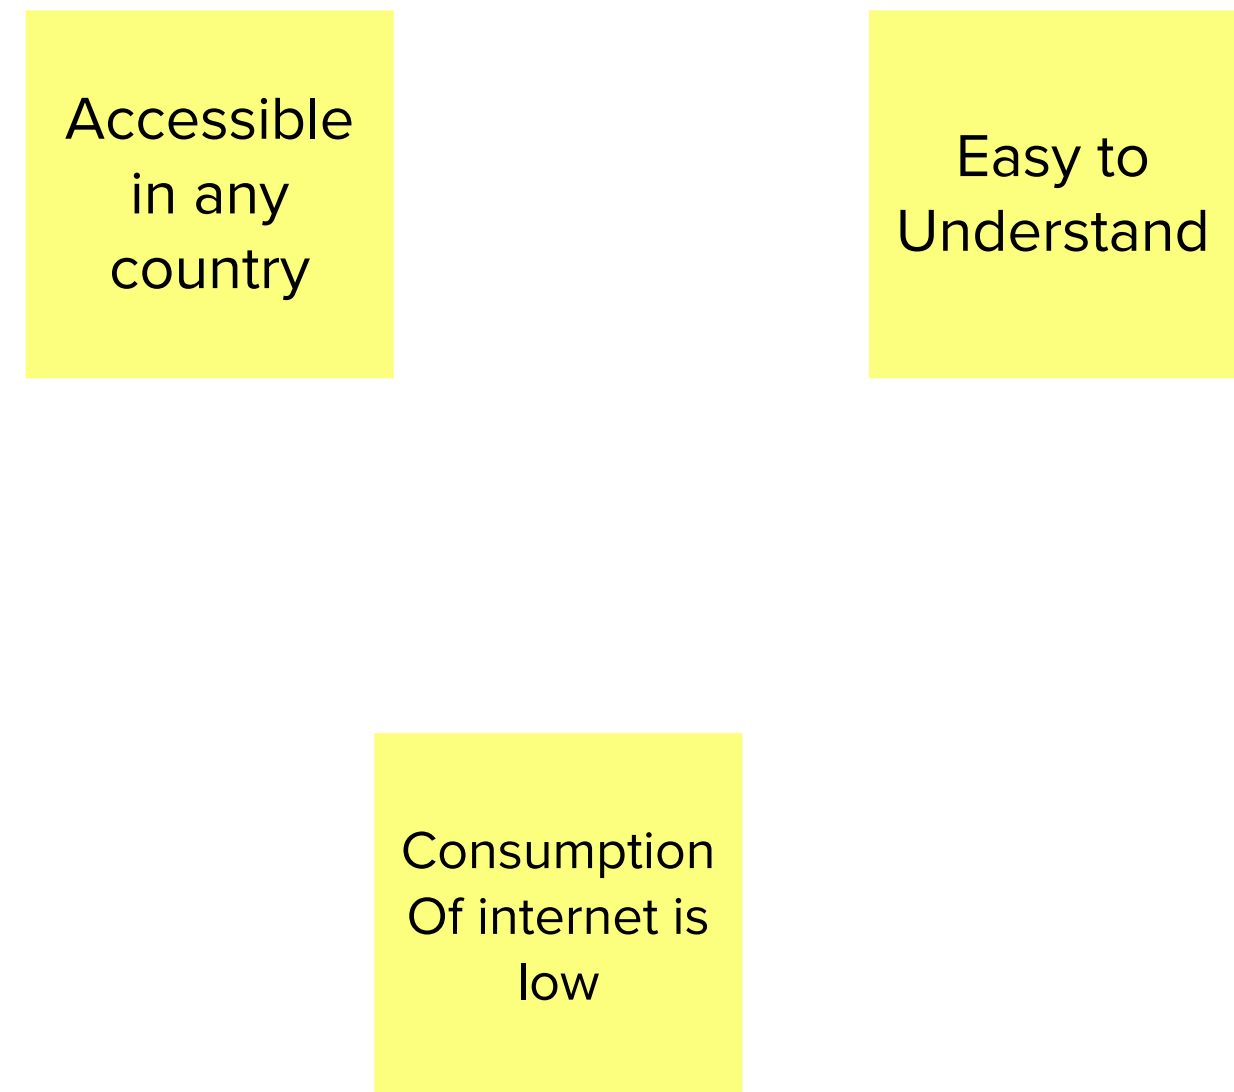 Accessible
in any
country
Easy to
Understand
Consumption
Of internet is
low